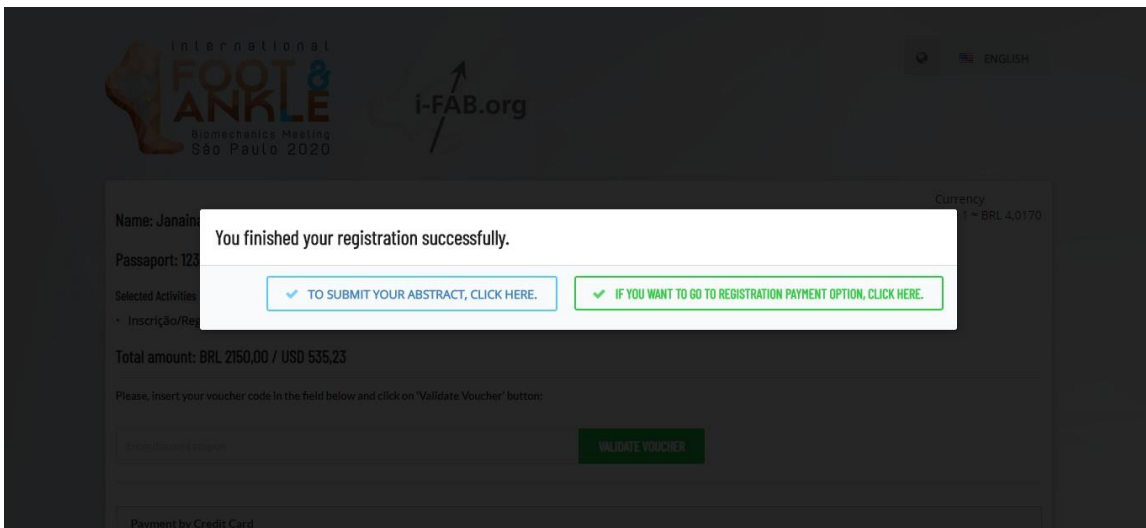 International
FOOT &
ANKLE
Biomechanics Meeting
São Paulo 2020
i-FAB.org
ENGLISH
Currency
1 ~ BRL 4,0170
Name: Janaina
Passaport: 123
You finished your registration successfully.
Selected Activities
TO SUBMIT YOUR ABSTRACT, CLICK HERE.
IF YOU WANT TO GO TO REGISTRATION PAYMENT OPTION, CLICK HERE.
Inscrição/Reg
Total amount: BRL 2150,00 / USD 535,23
Please, insert your voucher code in the field below and click on 'Validate Voucher' button:
VALIDATE VOUCHER
Payment by Credit Card